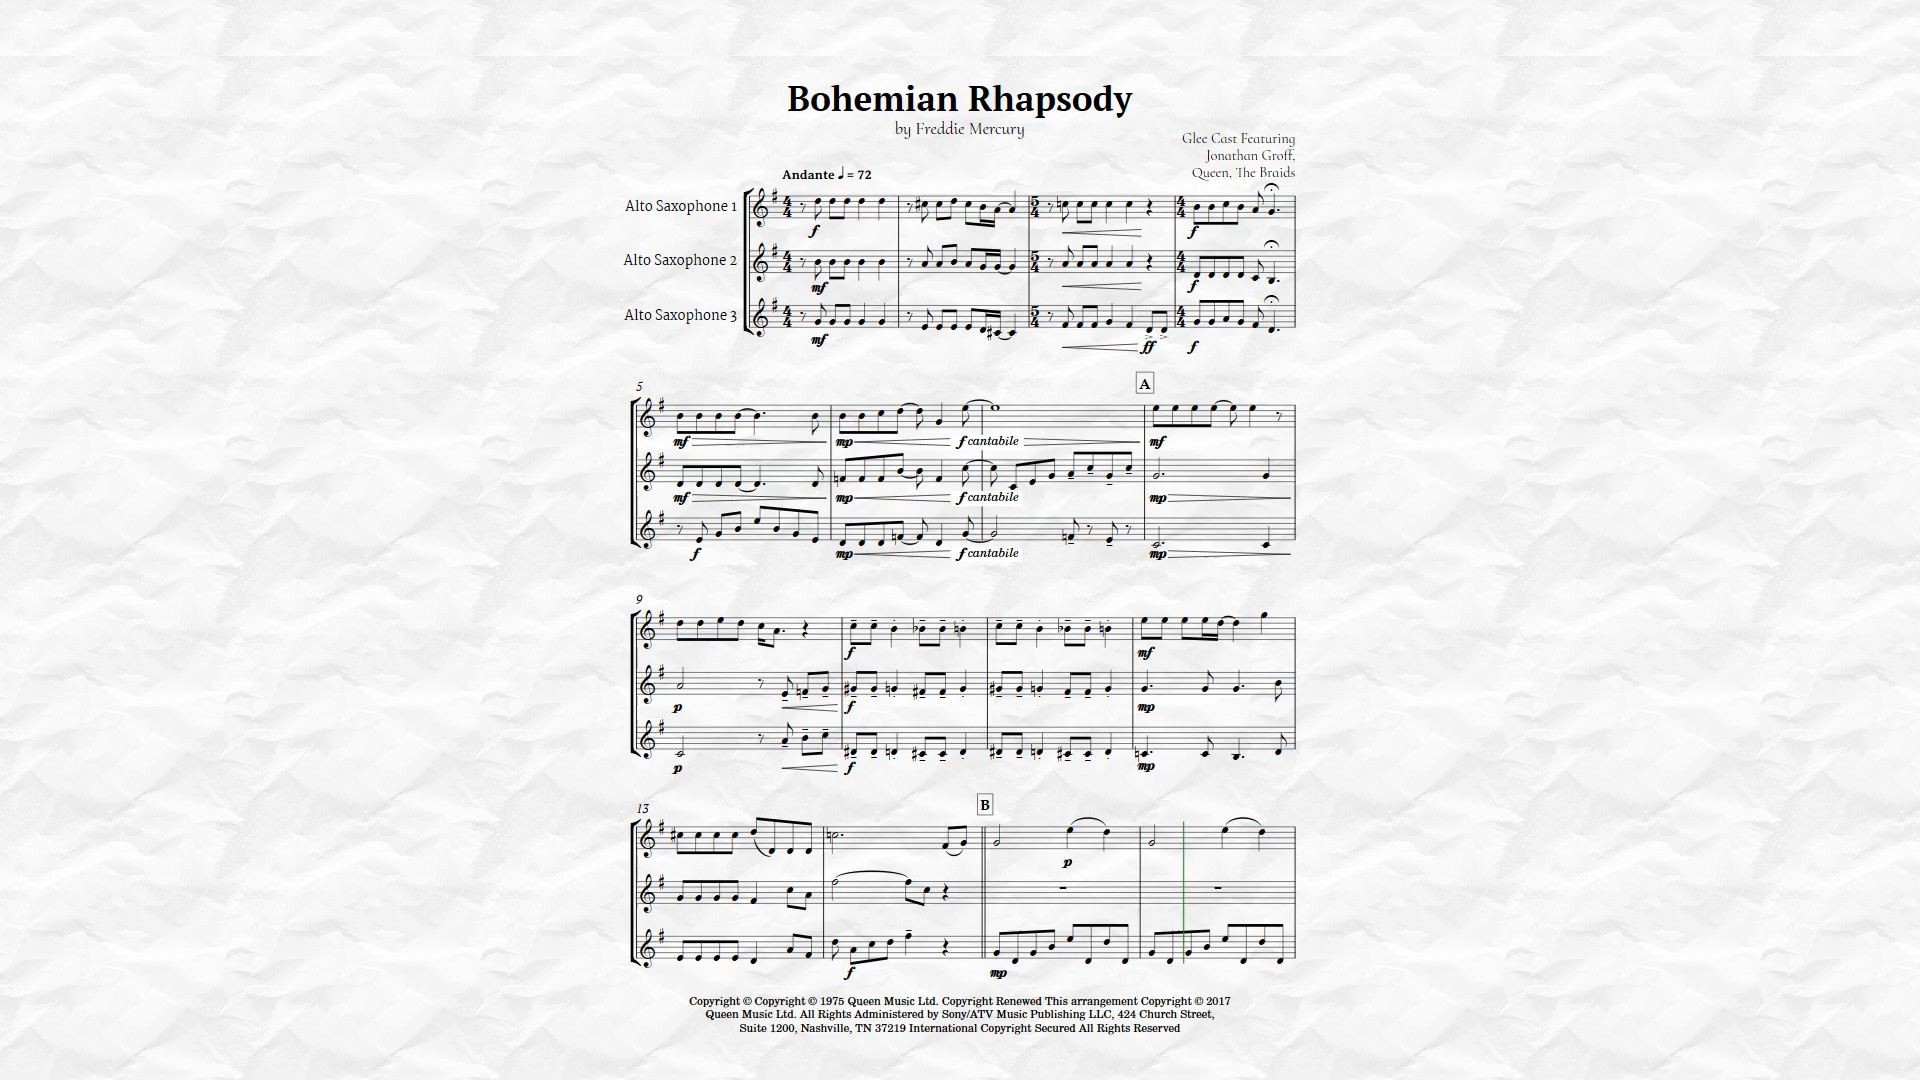 Bohemian Rhapsody
by Freddie Mercury
Glee Cast Featuring
Jonathan Groff,
Queen, The Braids
Andante ♩ = 72
Alto Saxophone 1
f
f
Alto Saxophone 2
mf
f
Alto Saxophone 3
mf
ff
f
5
A
mf
mp
f cantabile
mf
mf
mp
f cantabile
mp
f
mp
f cantabile
mp
9
f
mf
p
f
mp
p
f
mp
13
B
p
f
mp
Copyright © Copyright © 1975 Queen Music Ltd. Copyright Renewed This arrangement Copyright © 2017
Queen Music Ltd. All Rights Administered by Sony/ATV Music Publishing LLC, 424 Church Street,
Suite 1200, Nashville, TN 37219 International Copyright Secured All Rights Reserved